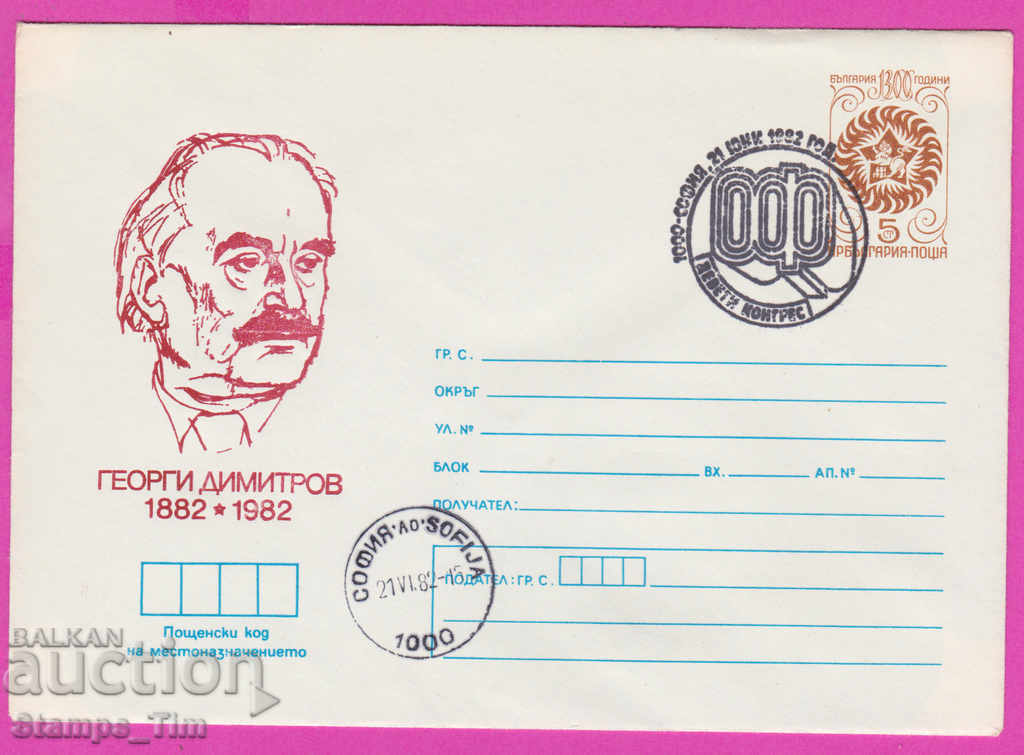 БЪЛГАРИЯ 1300 ГОДИНИ
5 СТ
НРБЪЛГАРИЯ·ПОЩА
1000-СОФИЯ, 21 ЮНИ 1982 ГОД.
ОФ
ДЕВЕТИ КОНГРЕС
ГР. С.
ОКРЪГ
УЛ. №
БЛОК
ВХ.
АП. №
ПОЛУЧАТЕЛ:
ПОДАТЕЛ: ГР. С.
ГЕОРГИ ДИМИТРОВ
1882 ★ 1982
СОФИЯ "ЛО" SOFIJA
21.VI.82-15
1000
Пощенски код
на местоназначението
BALKAN
auction
Stamps_Tim